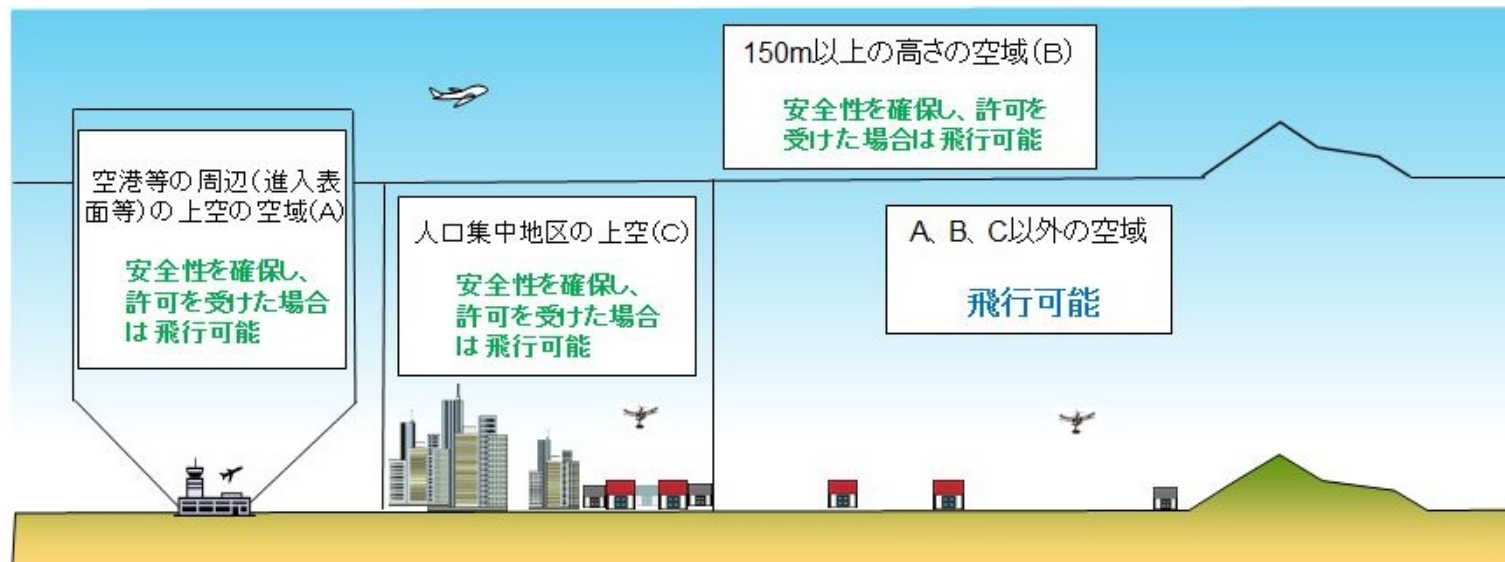 150m以上の高さの空域(B)
安全性を確保し、許可を
受けた場合は飛行可能
空港等の周辺(進入表
面等)の上空の空域(A)
安全性を確保し、
許可を受けた場合
は飛行可能
人口集中地区の上空(C)
安全性を確保し、
許可を受けた場合
は飛行可能
A、B、C以外の空域
飛行可能